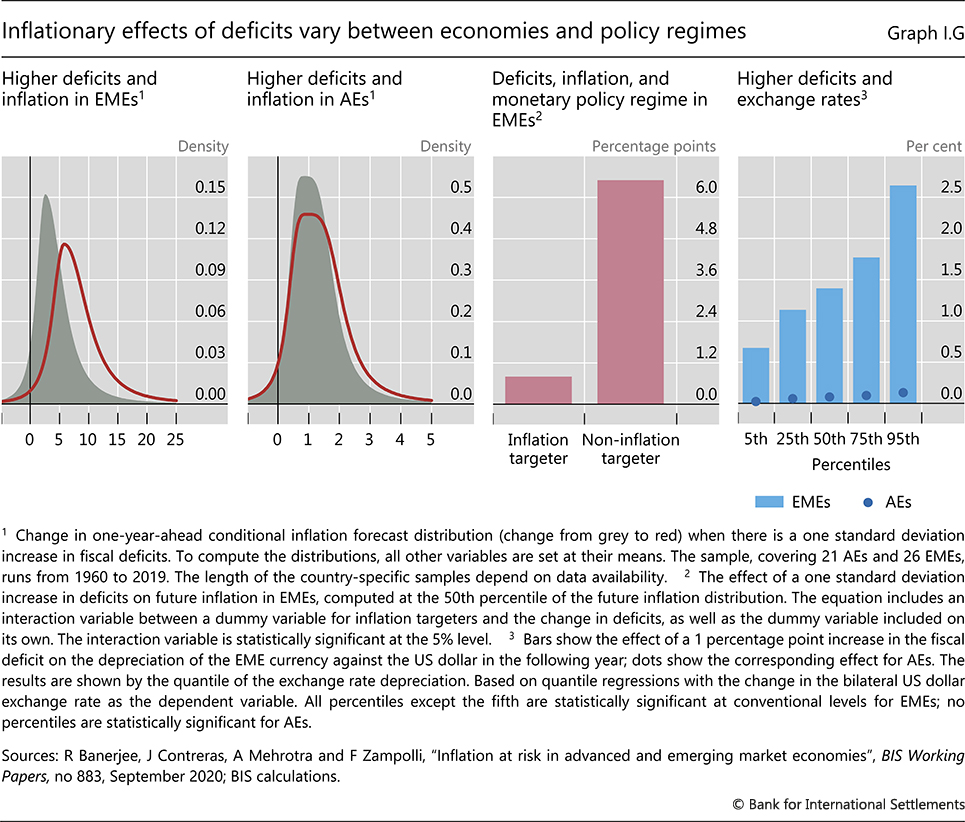 Inflationary effects of deficits vary between economies and policy regimes
Graph I.G
Higher deficits and
inflation in EMEs1
Density
0.15
0.12
0.09
0.06
0.03
0.00
0 5 10 15 20 25
Higher deficits and
inflation in AEs1
Density
0.5
0.4
0.3
0.2
0.1
0.0
0 1 2 3 4 5
Deficits, inflation, and
monetary policy regime in
EMEs2
Percentage points
6.0
4.8
3.6
2.4
1.2
0.0
Inflation Non-inflation
targeter targeter
Higher deficits and
exchange rates3
Per cent
2.5
2.0
1.5
1.0
0.5
0.0
5th 25th 50th 75th 95th
Percentiles
EMEs AEs
1 Change in one-year-ahead conditional inflation forecast distribution (change from grey to red) when there is a one standard deviation
increase in fiscal deficits. To compute the distributions, all other variables are set at their means. The sample, covering 21 AEs and 26 EMEs,
runs from 1960 to 2019. The length of the country-specific samples depend on data availability. 2 The effect of a one standard deviation
increase in deficits on future inflation in EMEs, computed at the 50th percentile of the future inflation distribution. The equation includes an
interaction variable between a dummy variable for inflation targeters and the change in deficits, as well as the dummy variable included on
its own. The interaction variable is statistically significant at the 5% level. 3 Bars show the effect of a 1 percentage point increase in the fiscal
deficit on the depreciation of the EME currency against the US dollar in the following year; dots show the corresponding effect for AEs. The
results are shown by the quantile of the exchange rate depreciation. Based on quantile regressions with the change in the bilateral US dollar
exchange rate as the dependent variable. All percentiles except the fifth are statistically significant at conventional levels for EMEs; no
percentiles are statistically significant for AEs.
Sources: R Banerjee, J Contreras, A Mehrotra and F Zampolli, "Inflation at risk in advanced and emerging market economies", BIS Working
Papers, no 883, September 2020; BIS calculations.
© Bank for International Settlements